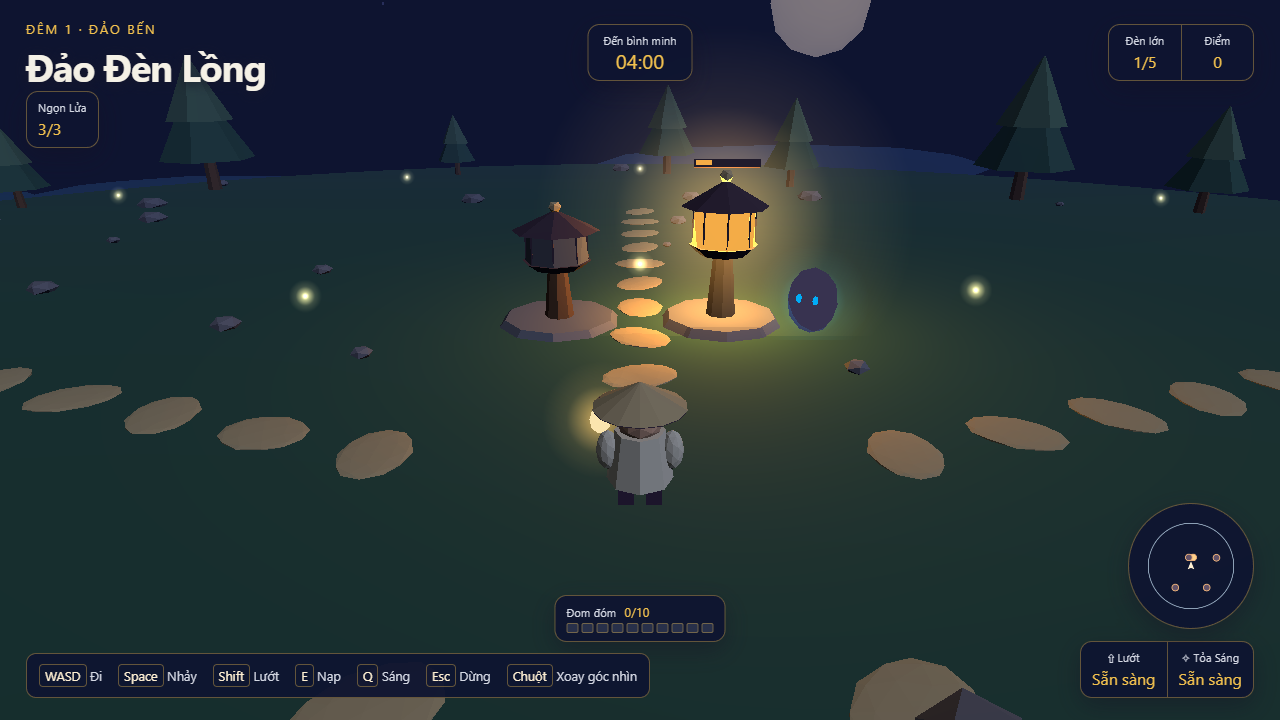 ĐÊM 1 · ĐẢO BẾN
Đảo Đèn Lồng
Ngọn Lửa
3/3
Đến bình minh
04:00
Đèn lớn
1/5
Điểm
0
Đom đóm 0/10
WASD Đi Space Nhảy Shift Lướt E Nạp Q Sáng Esc Dừng Chuột Xoay góc nhìn
⇧ Lướt
Sẵn sàng
✧ Tỏa Sáng
Sẵn sàng